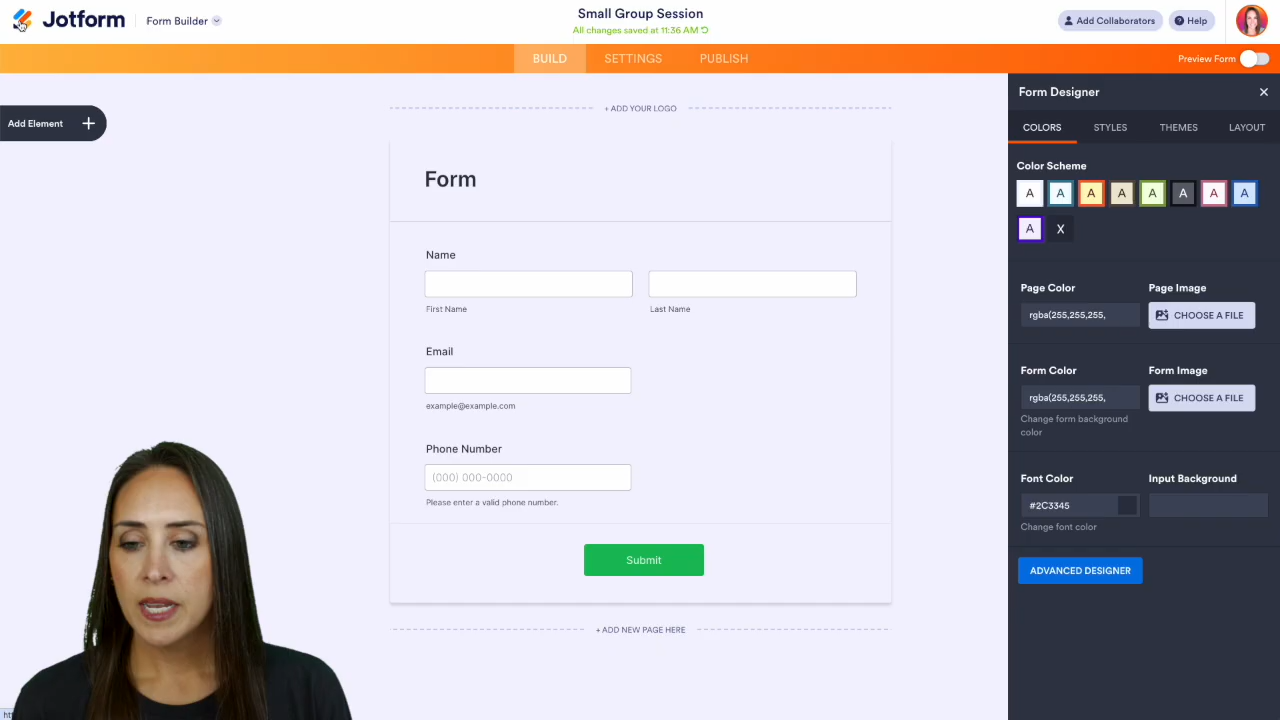 Jotform
Form Builder
Small Group Session
All changes saved at 11:36 AM
Add Collaborators
Help
BUILD
SETTINGS
PUBLISH
Preview Form
Add Element
+ ADD YOUR LOGO
Form
Name
First Name
Last Name
Email
example@example.com
Phone Number
(000) 000-0000
Please enter a valid phone number.
Submit
+ ADD NEW PAGE HERE
Form Designer
COLORS
STYLES
THEMES
LAYOUT
Color Scheme
A A A A A A A A
A X
Page Color
Page Image
rgba(255,255,255,
CHOOSE A FILE
Form Color
Form Image
rgba(255,255,255,
CHOOSE A FILE
Change form background
color
Font Color
Input Background
#2C3345
Change font color
ADVANCED DESIGNER